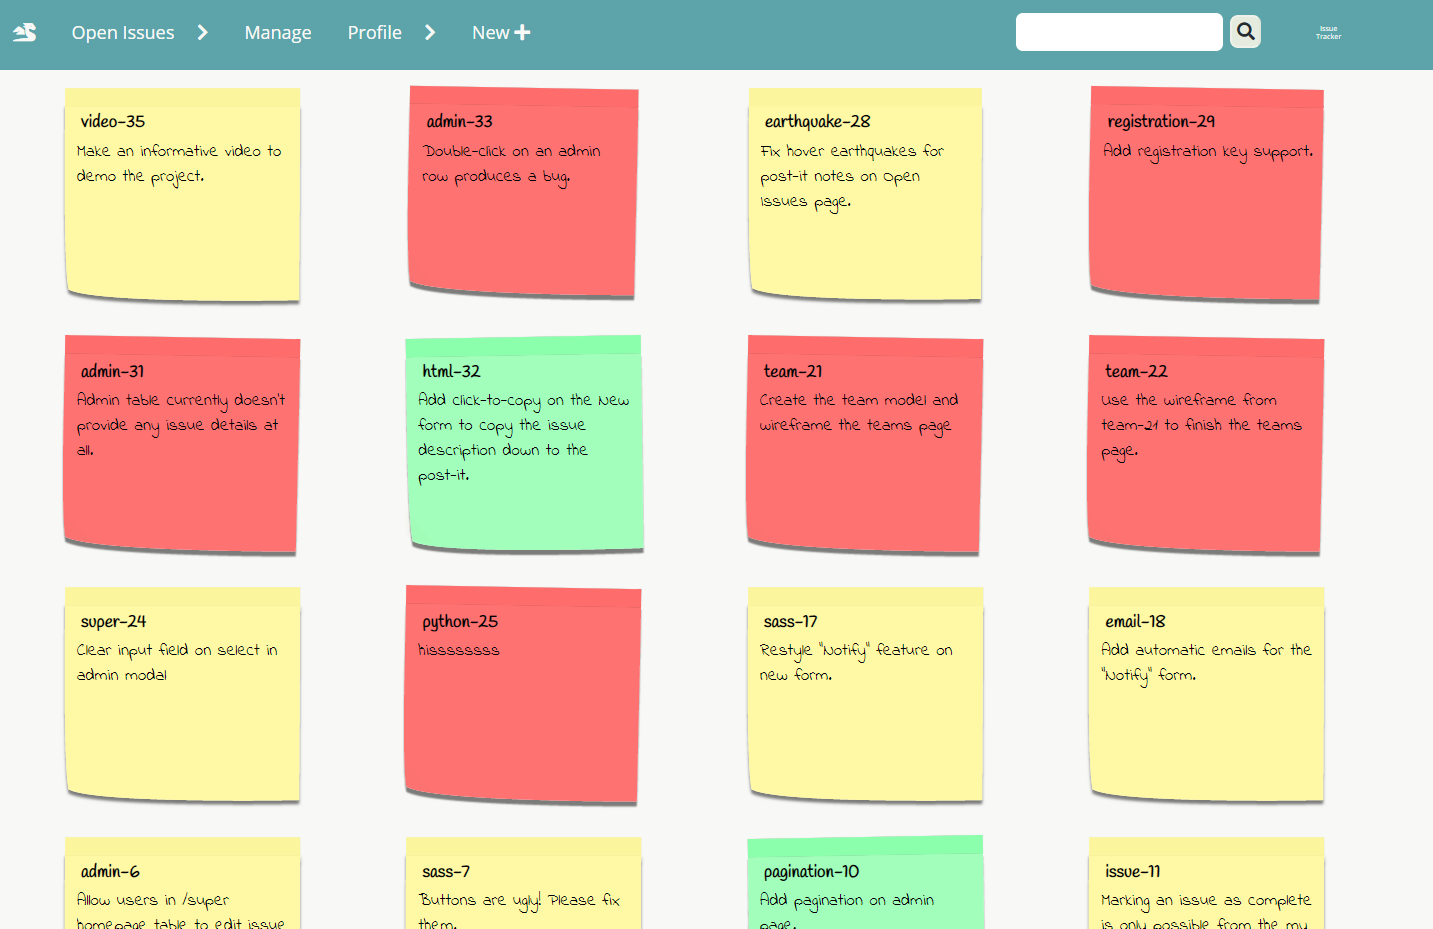 Open Issues
Manage
Profile
New
Issue
Tracker
video-35
Make an informative video to
demo the project.
admin-33
Double-click on an admin
row produces a bug.
earthquake-28
Fix hover earthquakes for
post-it notes on Open
Issues page.
registration-29
Add registration key support.
admin-31
Admin table currently doesn't
provide any issue details at
all.
html-32
Add click-to-copy on the New
form to copy the issue
description down to the
post-it.
team-21
Create the team model and
wireframe the teams page
team-22
Use the wireframe from
team-21 to finish the teams
page.
super-24
Clear input field on select in
admin modal
python-25
hissssssss
sass-17
Restyle "Notify" feature on
new form.
email-18
Add automatic emails for the
"Notify" form.
admin-6
Allow users in /super
homepage table to edit issue
sass-7
Buttons are ugly! Please fix
them.
pagination-10
Add pagination on admin
page.
issue-11
Marking an issue as complete
is only possible from the my